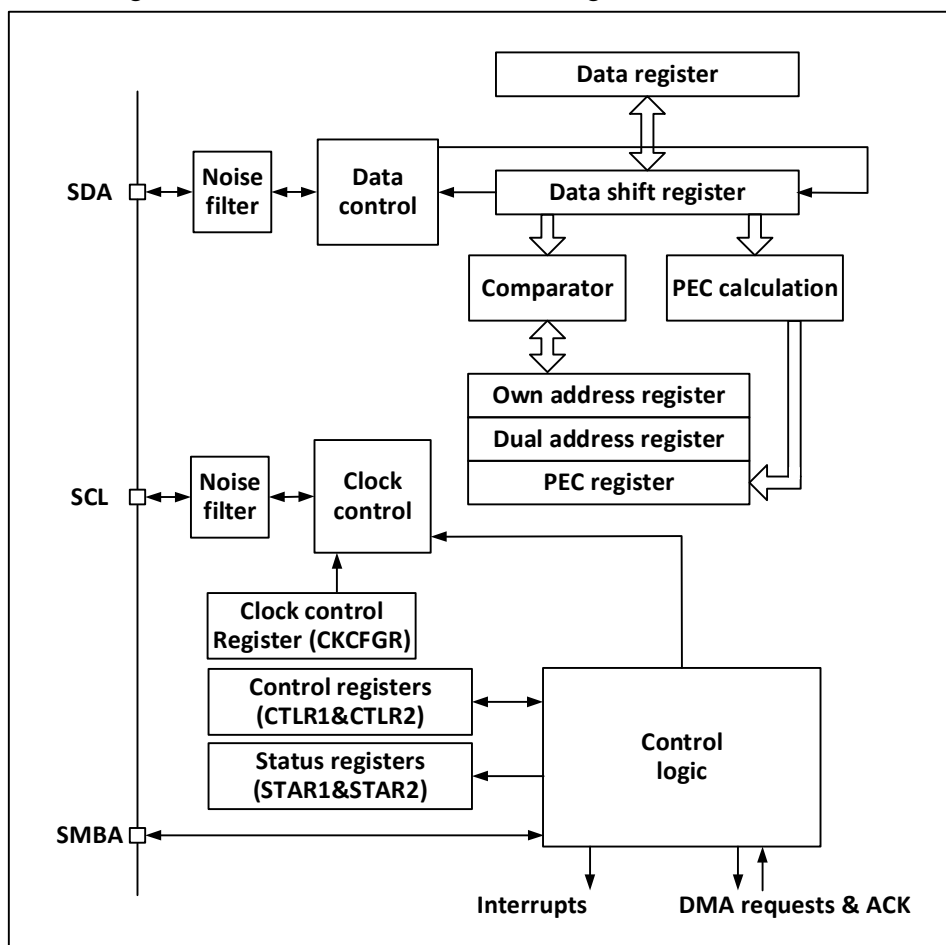 Data register
Noise
filter
Data
control
SDA
Data shift register
Comparator
PEC calculation
Own address register
Dual address register
PEC register
SCL
Noise
filter
Clock
control
Clock control
Register (CKCFGR)
Control registers
(CTLR1&CTLR2)
Status registers
(STAR1&STAR2)
Control
logic
SMBA
Interrupts
DMA requests & ACK